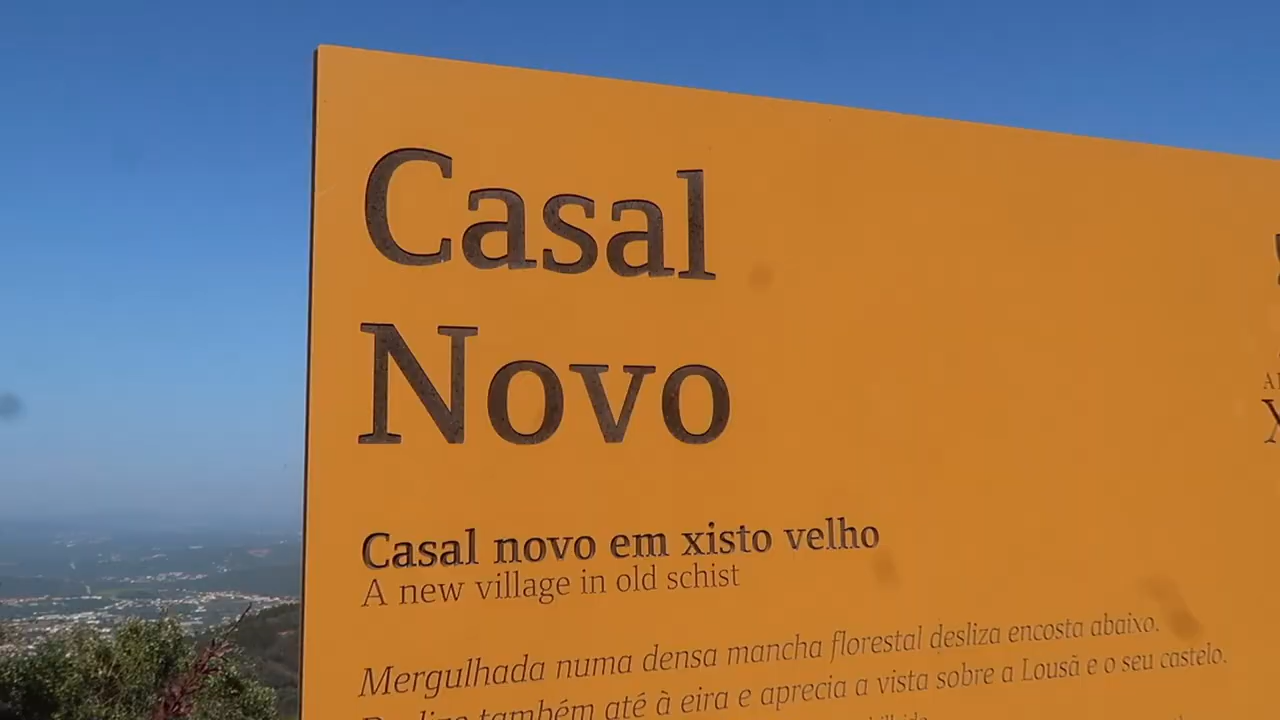 Casal
Novo
Casal novo em xisto velho
A new village in old schist
Mergulhada numa densa mancha florestal desliza encosta abaixo.
também até à eira e aprecia a vista sobre a Lousã e o seu castelo.